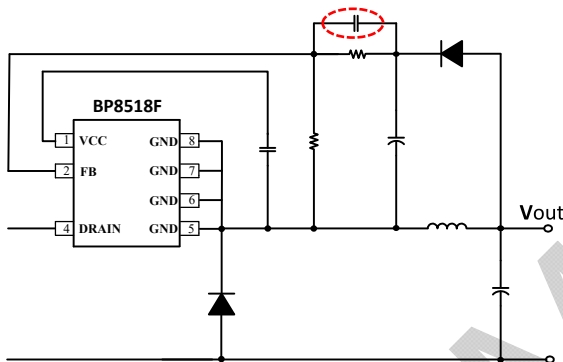 BP8518F
1 VCC GND 8
2 FB GND 7
GND 6
4 DRAIN GND 5
Vout